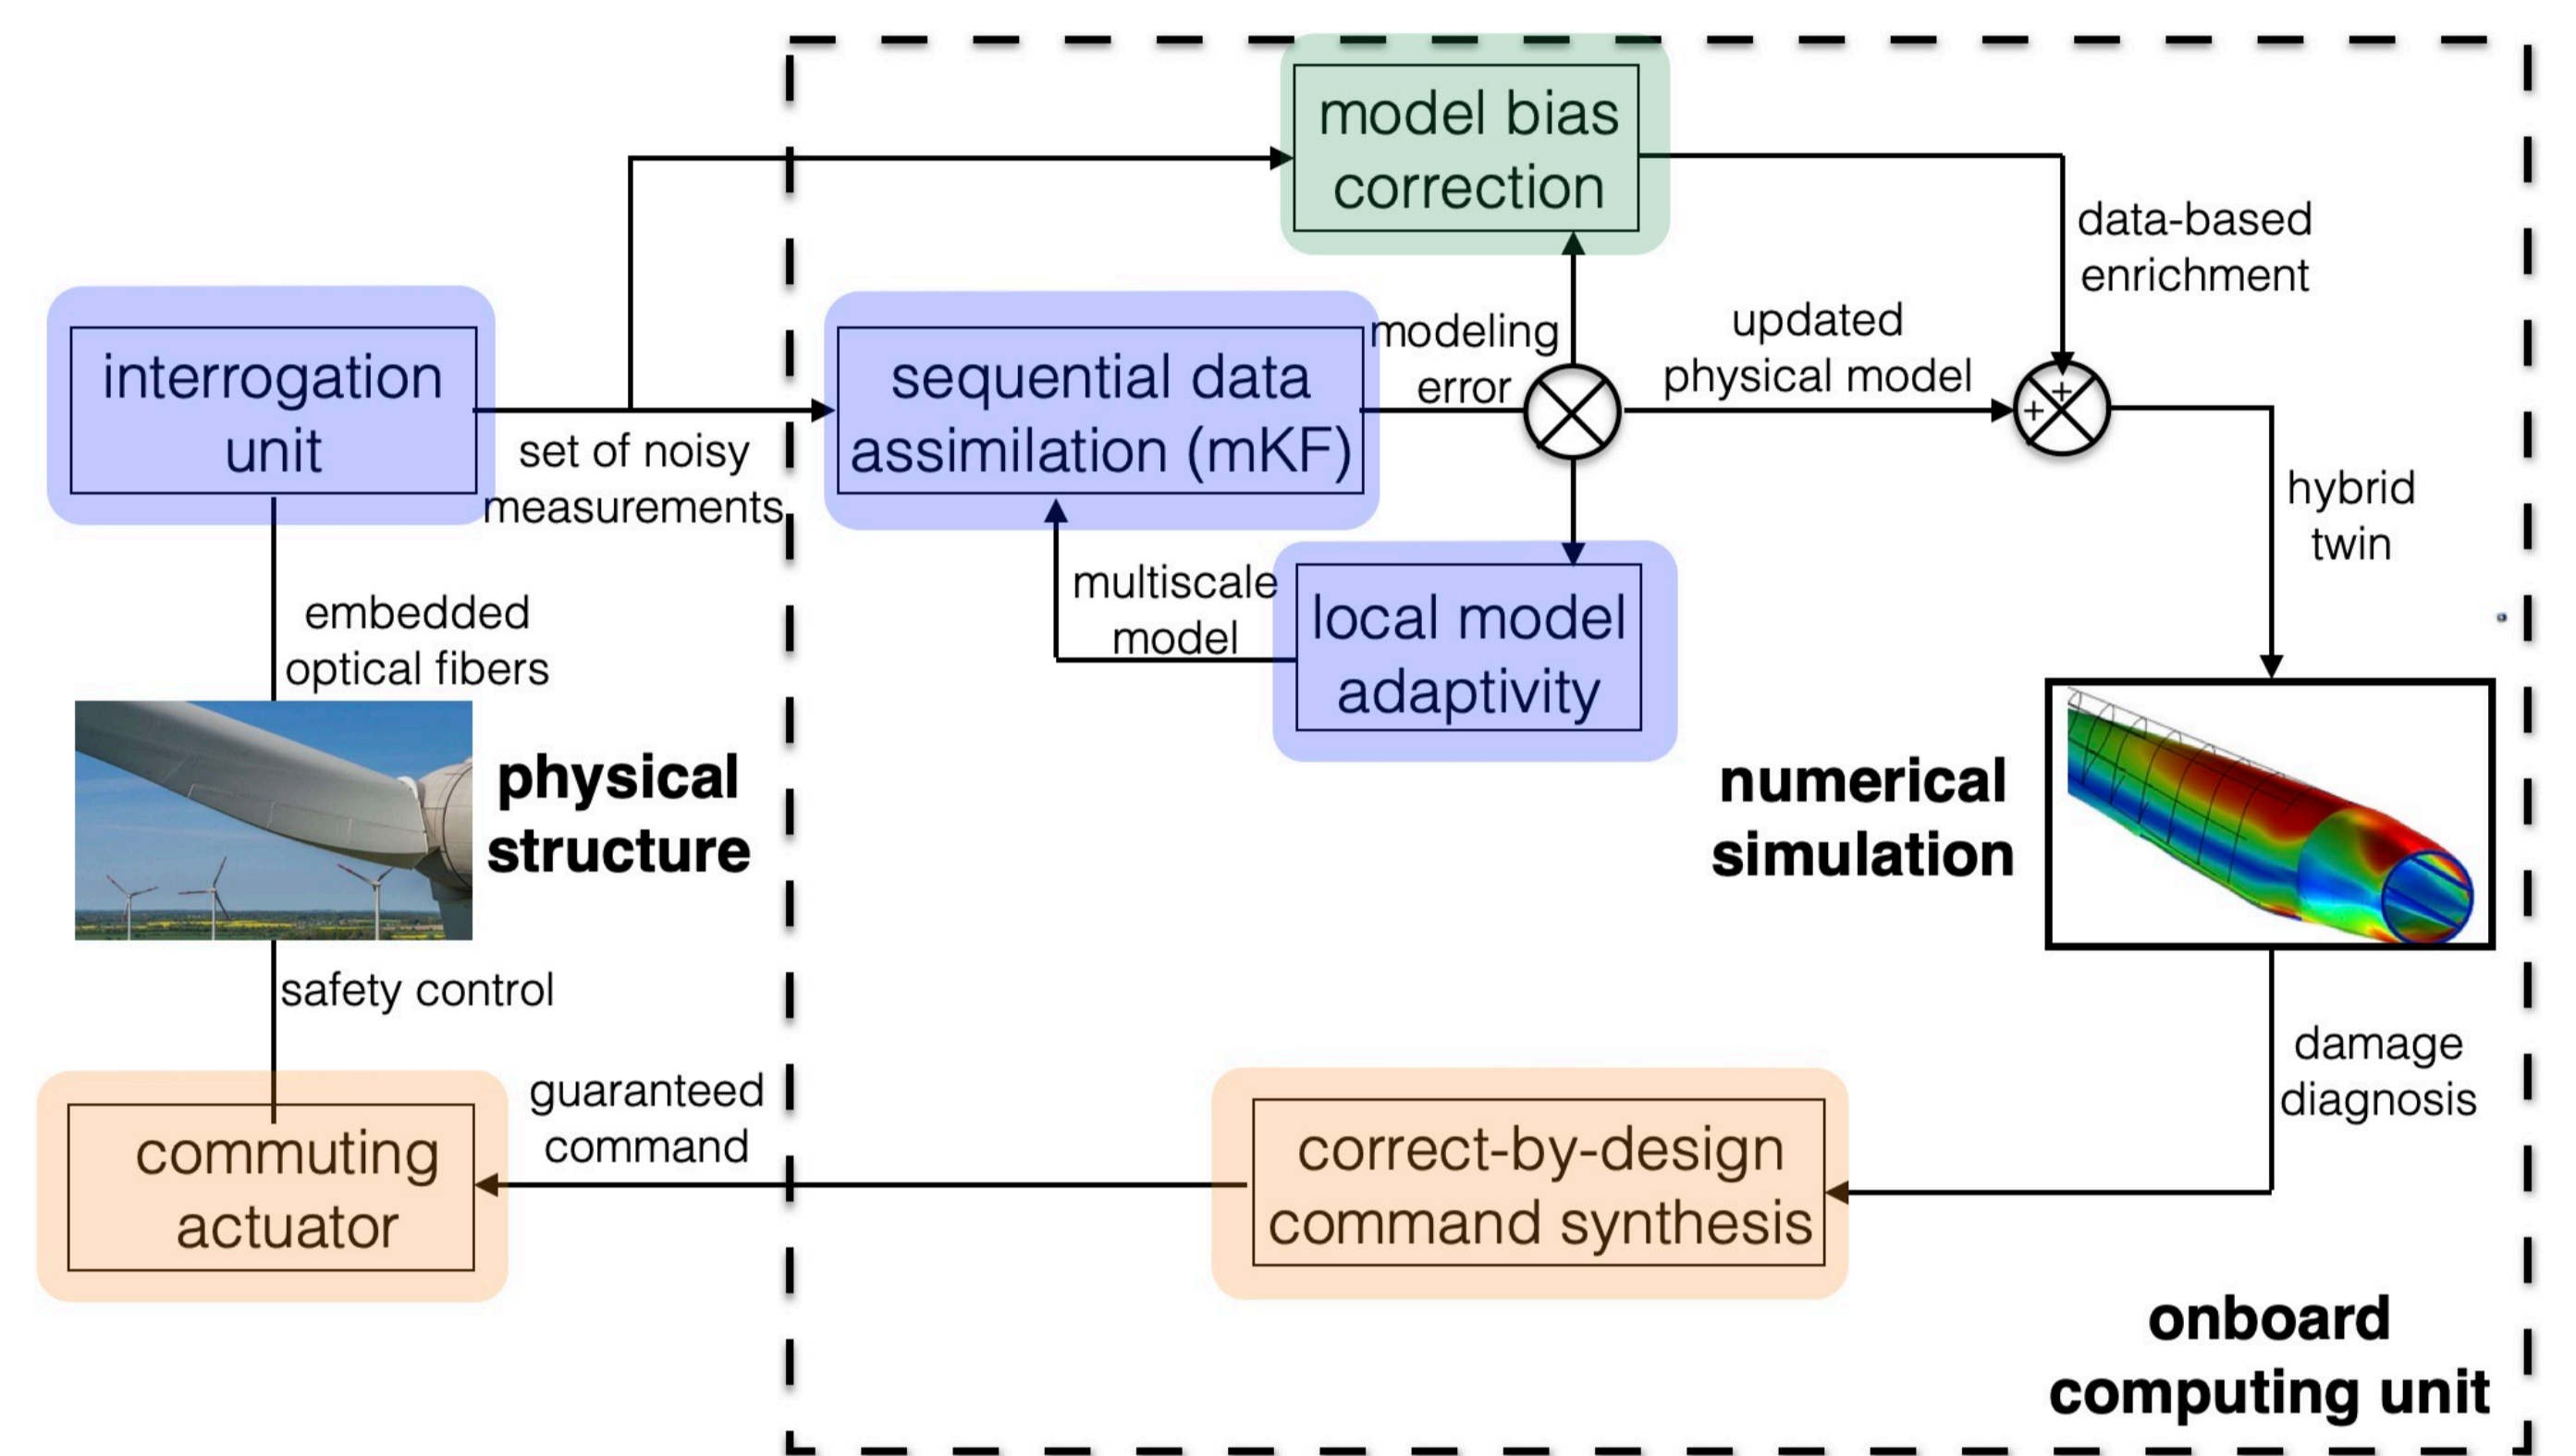 model bias
correction
data-based
enrichment
interrogation
unit
set of noisy
measurements
sequential data
assimilation (mKF)
modeling
error
updated
physical model
+
+
hybrid
twin
embedded
optical fibers
multiscale
model
local model
adaptivity
physical
structure
numerical
simulation
safety control
damage
diagnosis
guaranteed
command
commuting
actuator
correct-by-design
command synthesis
onboard
computing unit